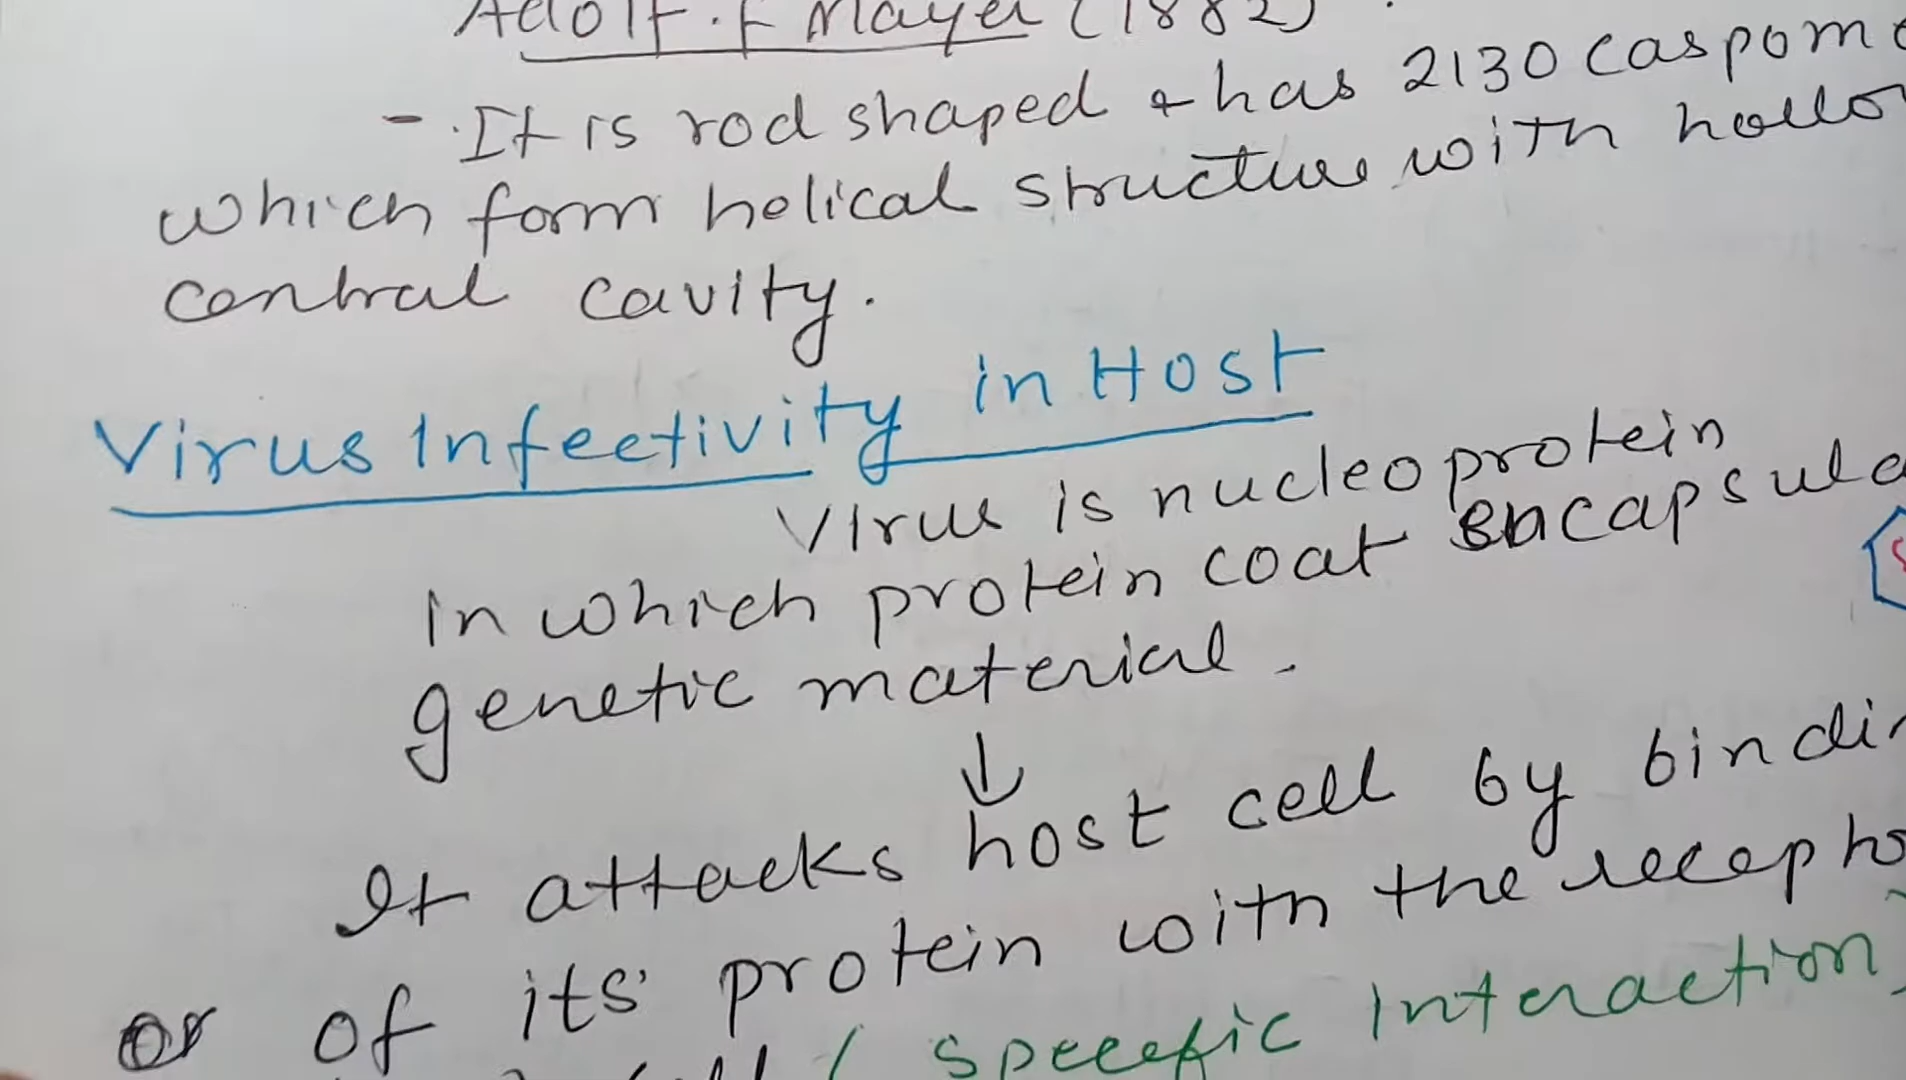 Adolf. F Mayer (1882)
- It is rod shaped & has 2130 caspom
which form helical structure with hollo
central cavity.
Virus Infectivity in Host
Virus is nucleoprotein
in which protein coat encapsula
genetic material.
↓
It attacks host cell by bindi
or of its protein with the recepto
( specefic interaction